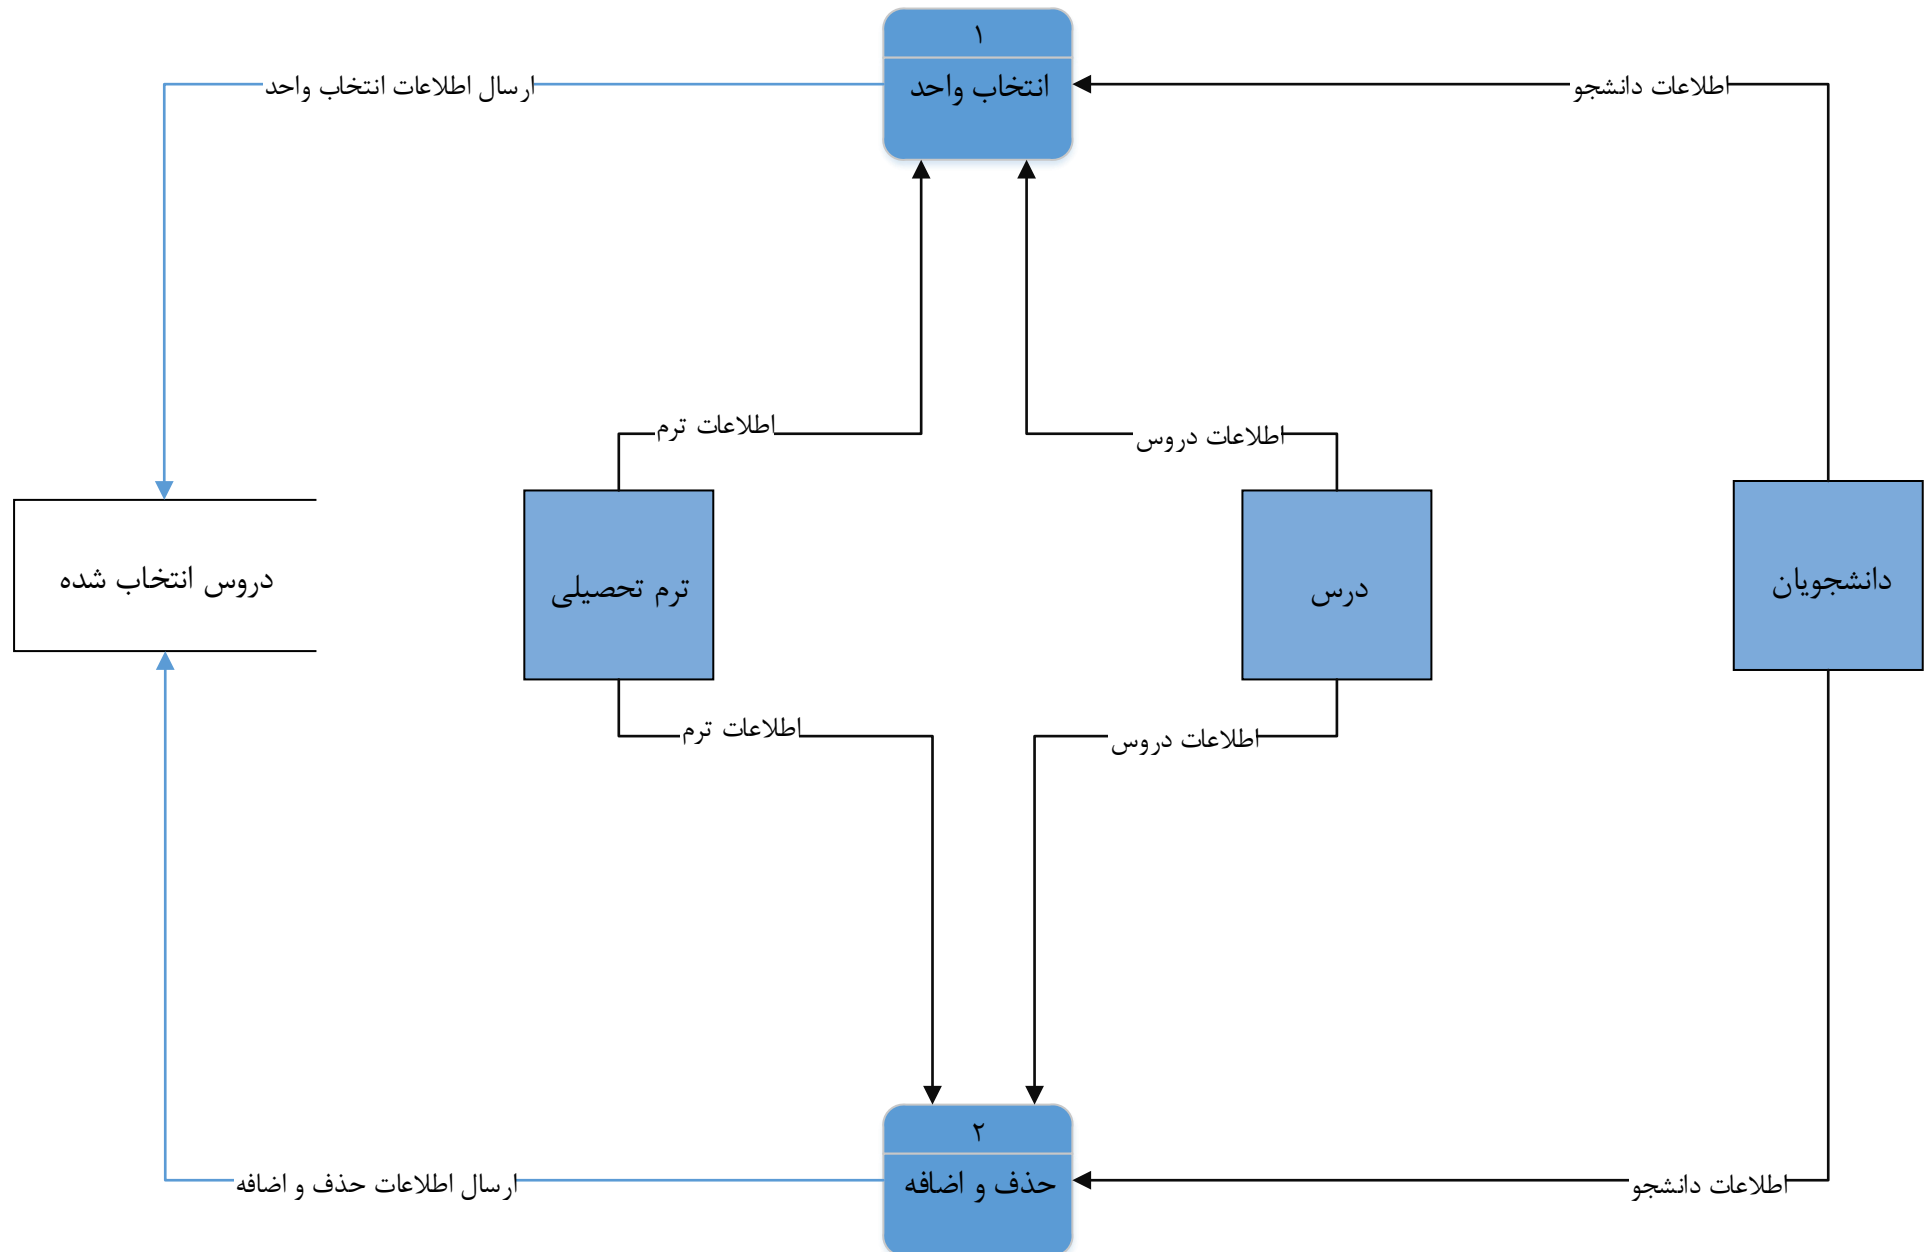 ۱
انتخاب واحد
اطلاعات دانشجو
ارسال اطلاعات انتخاب واحد
اطلاعات دروس
اطلاعات ترم
دانشجویان
درس
ترم تحصیلی
دروس انتخاب شده
اطلاعات دروس
اطلاعات ترم
۲
حذف و اضافه
اطلاعات دانشجو
ارسال اطلاعات حذف و اضافه